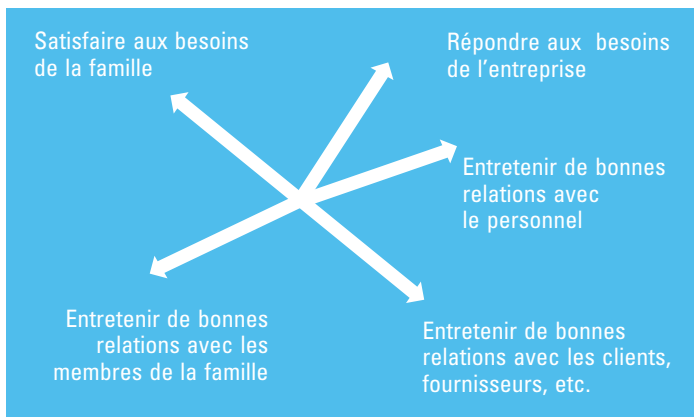 Satisfaire aux besoins
de la famille
Répondre aux besoins
de l'entreprise
Entretenir de bonnes
relations avec
le personnel
Entretenir de bonnes
relations avec les
membres de la famille
Entretenir de bonnes
relations avec les clients,
fournisseurs, etc.